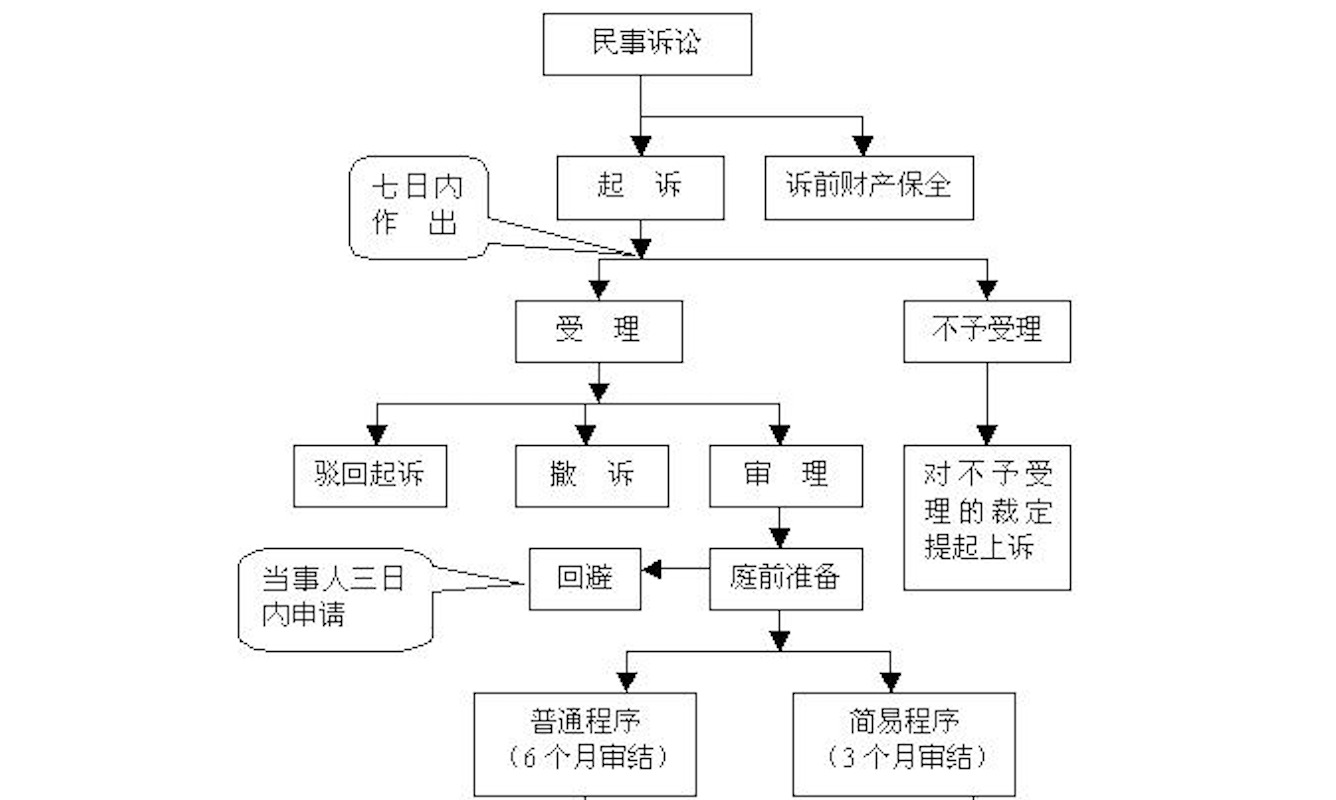 民事诉讼
起 诉
诉前财产保全
七日内
作 出
受 理
不予受理
驳回起诉
撤 诉
审 理
对不予受
理的裁定
提起上诉
当事人三日
内申请
回避
庭前准备
普通程序
（6个月审结）
简易程序
（3个月审结）